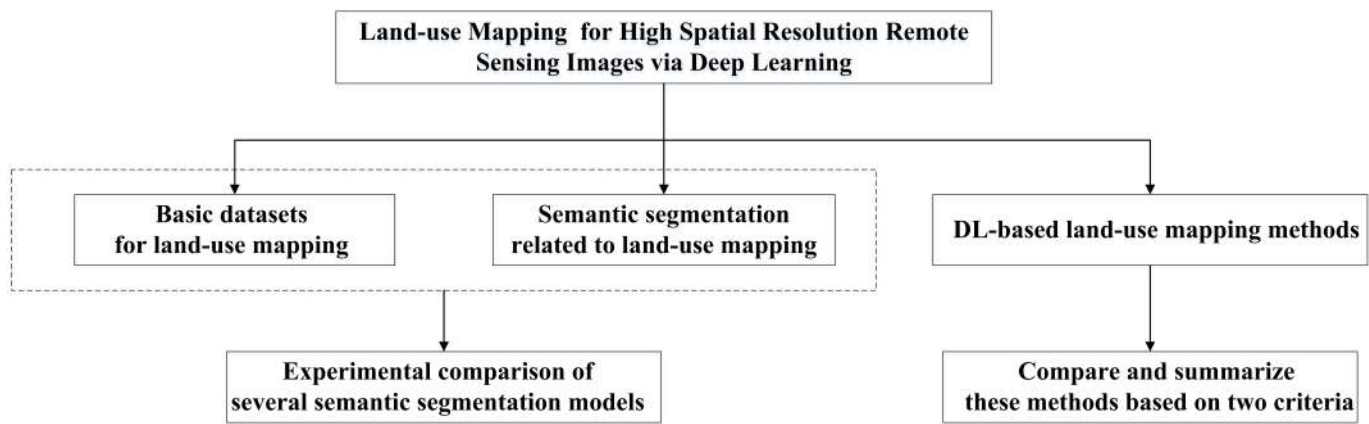 Land-use Mapping for High Spatial Resolution Remote
Sensing Images via Deep Learning
Basic datasets
for land-use mapping
Semantic segmentation
related to land-use mapping
DL-based land-use mapping methods
Experimental comparison of
several semantic segmentation models
Compare and summarize
these methods based on two criteria